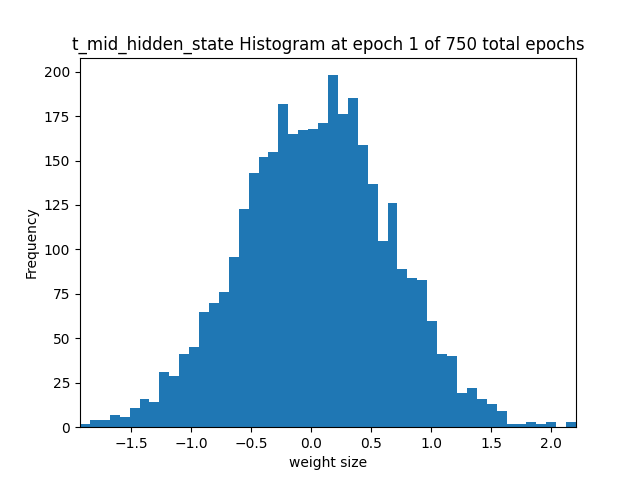 t_mid_hidden_state Histogram at epoch 1 of 750 total epochs
200
175
150
125
100
75
50
25
0
Frequency
−1.5 −1.0 −0.5 0.0 0.5 1.0 1.5 2.0
weight size